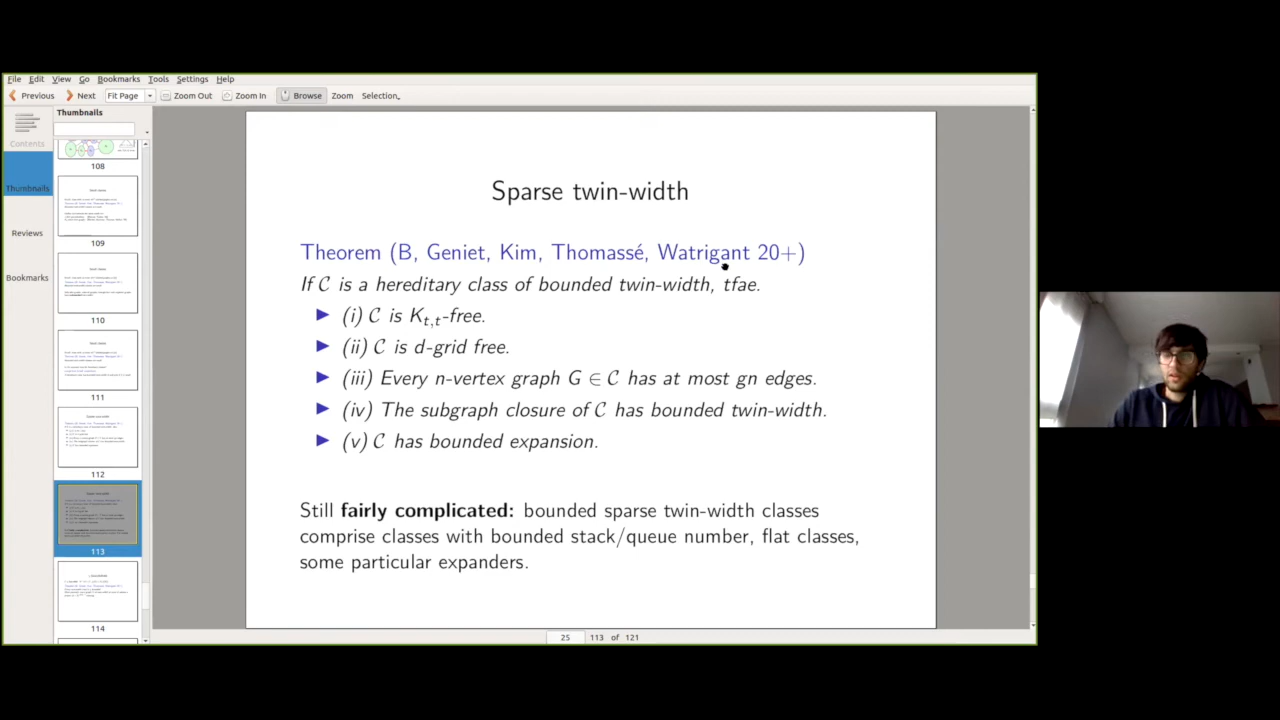 File Edit View Go Bookmarks Tools Settings Help
Previous Next Fit Page Zoom Out Zoom In Browse Zoom Selection
Thumbnails
Contents
Thumbnails
Reviews
Bookmarks
108
109
110
111
112
113
114
Sparse twin-width
Theorem (B, Geniet, Kim, Thomassé, Watrigant 20+)
If C is a hereditary class of bounded twin-width, tfae.
▶ (i) C is K_{t,t}-free.
▶ (ii) C is d-grid free.
▶ (iii) Every n-vertex graph G ∈ C has at most gn edges.
▶ (iv) The subgraph closure of C has bounded twin-width.
▶ (v) C has bounded expansion.
Still fairly complicated: bounded sparse twin-width classes
comprise classes with bounded stack/queue number, flat classes,
some particular expanders.
25 113 of 121